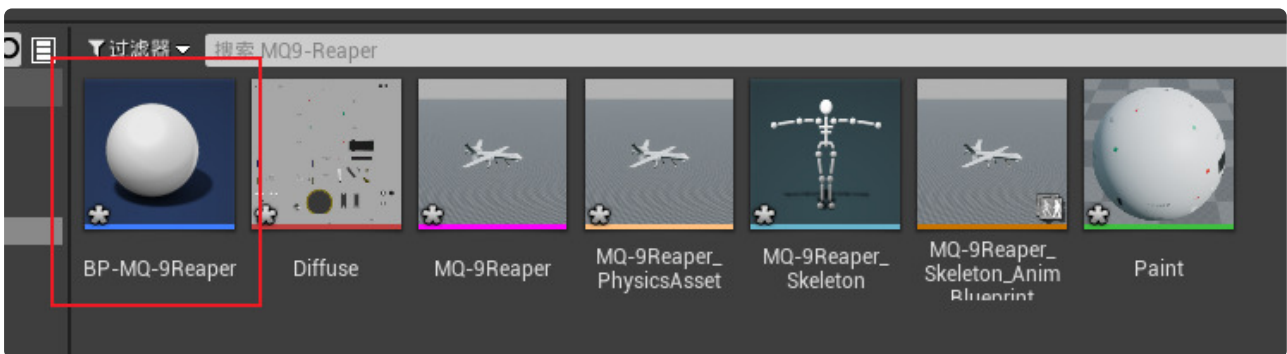 过滤器
搜索 MQ9-Reaper
BP-MQ-9Reaper
Diffuse
MQ-9Reaper
MQ-9Reaper_
PhysicsAsset
MQ-9Reaper_
Skeleton
MQ-9Reaper_
Skeleton_Anim
Blueprint
Paint